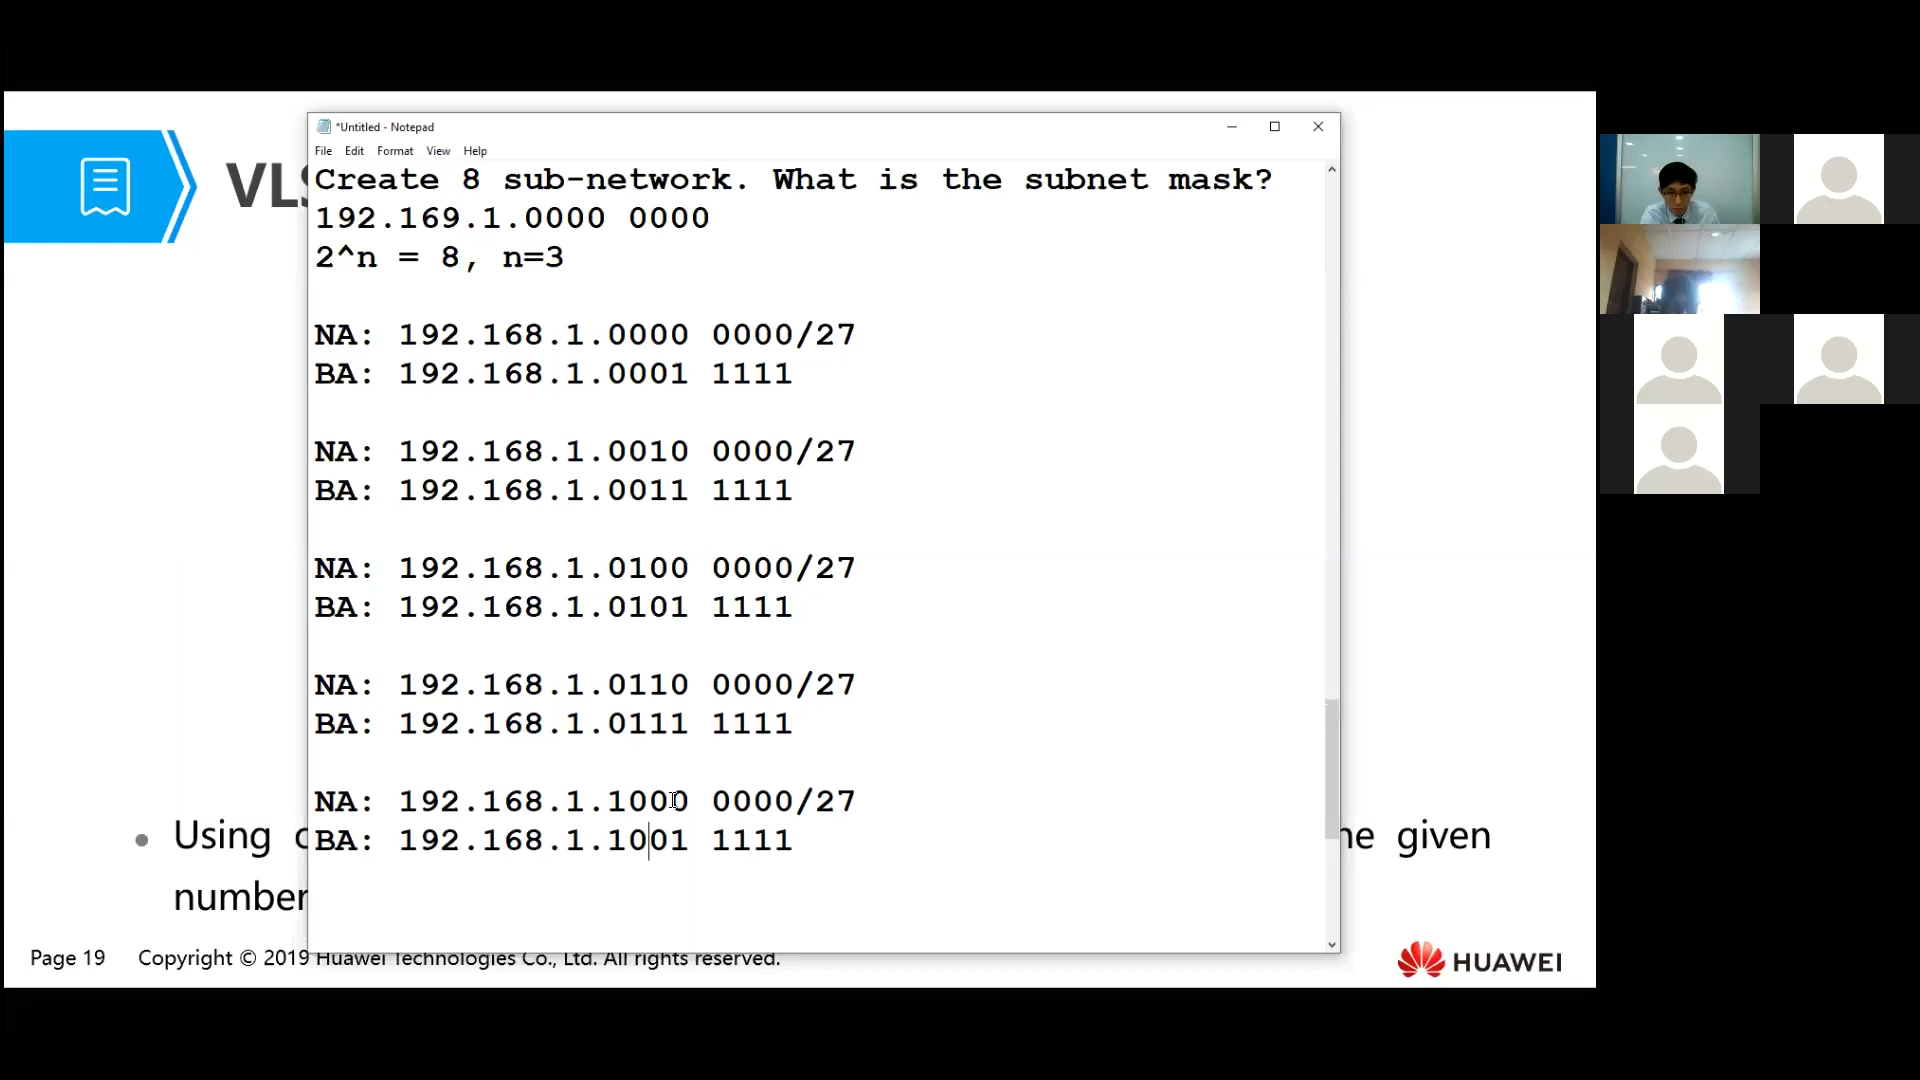 *Untitled - Notepad
File Edit Format View Help
VLS
Create 8 sub-network. What is the subnet mask?
192.169.1.0000 0000
2^n = 8, n=3
NA: 192.168.1.0000 0000/27
BA: 192.168.1.0001 1111
NA: 192.168.1.0010 0000/27
BA: 192.168.1.0011 1111
NA: 192.168.1.0100 0000/27
BA: 192.168.1.0101 1111
NA: 192.168.1.0110 0000/27
BA: 192.168.1.0111 1111
NA: 192.168.1.1000 0000/27
BA: 192.168.1.1001 1111
Using
given
number
Page 19 Copyright © 2019 Huawei Technologies Co., Ltd. All rights reserved.
HUAWEI